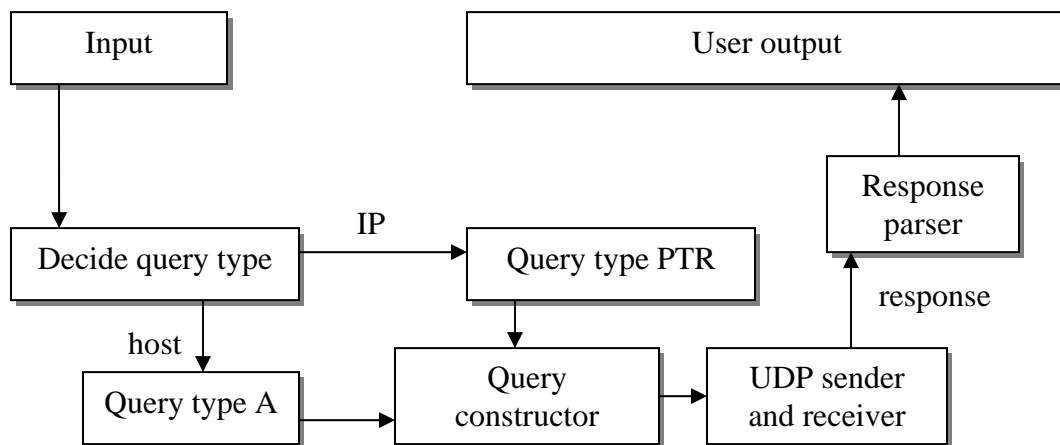 Input
User output
Response
parser
IP
Decide query type
Query type PTR
response
host
Query type A
Query
constructor
UDP sender
and receiver